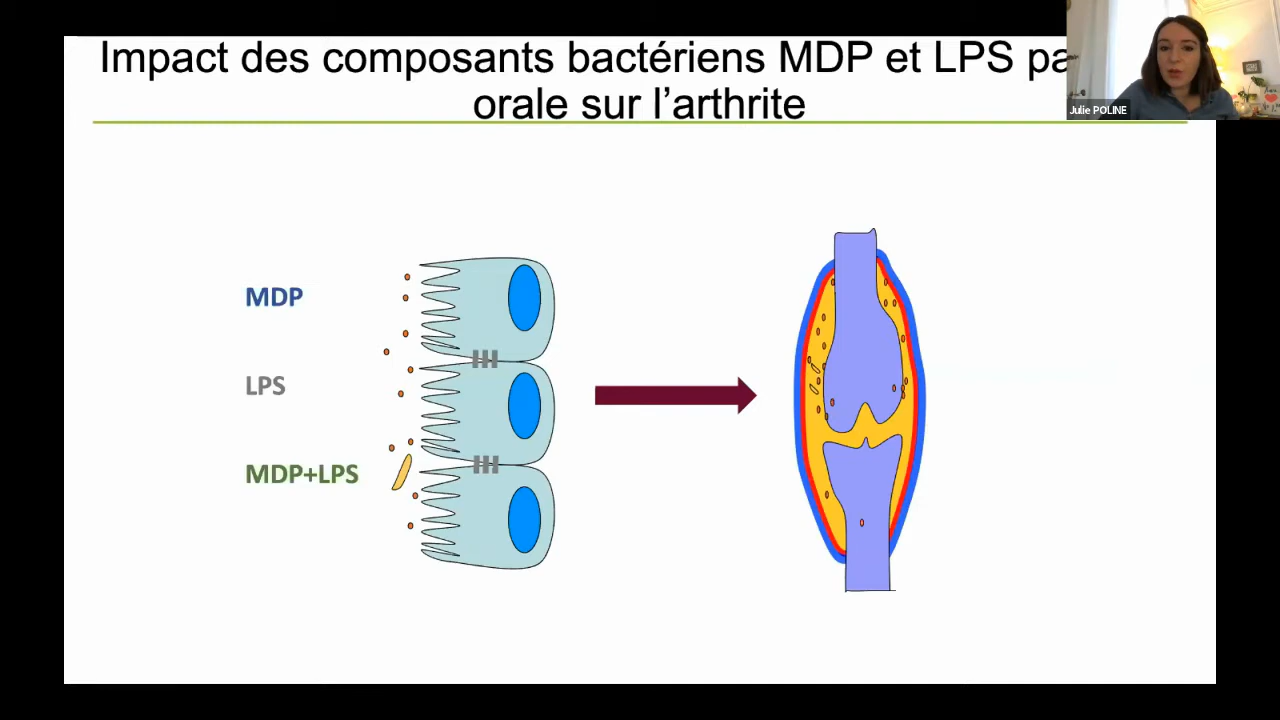 Impact des composants bactériens MDP et LPS pa
orale sur l'arthrite
Julie POLINE
MDP
LPS
MDP+LPS